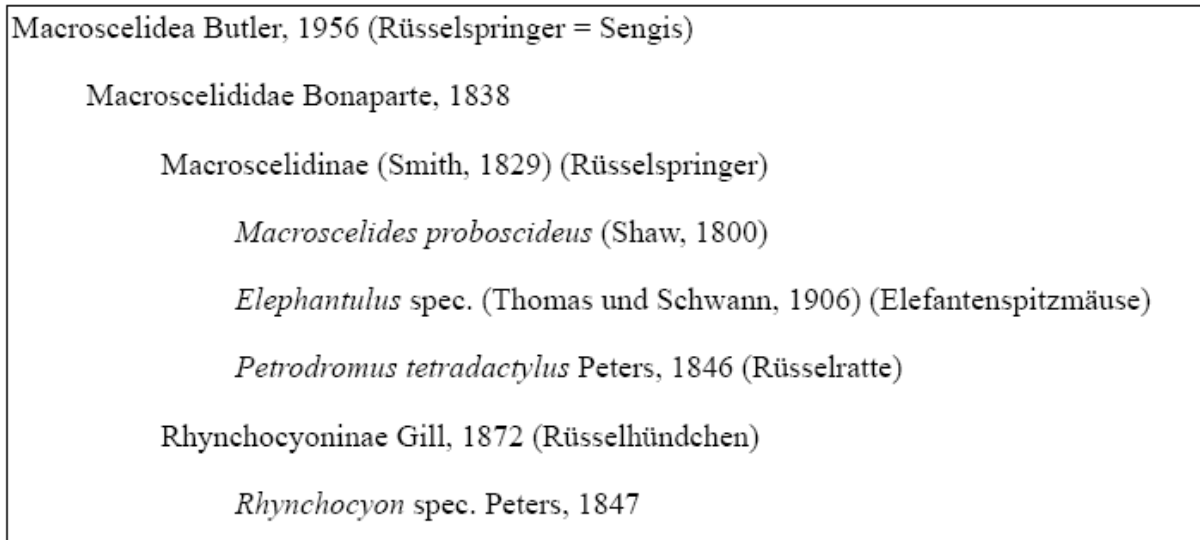 Macroscelidea Butler, 1956 (Rüsselspringer = Sengis)
Macroscelididae Bonaparte, 1838
Macroscelidinae (Smith, 1829) (Rüsselspringer)
Macroscelides proboscideus (Shaw, 1800)
Elephantulus spec. (Thomas und Schwann, 1906) (Elefantenspitzmäuse)
Petrodromus tetradactylus Peters, 1846 (Rüsselratte)
Rhynchocyoninae Gill, 1872 (Rüsselhündchen)
Rhynchocyon spec. Peters, 1847